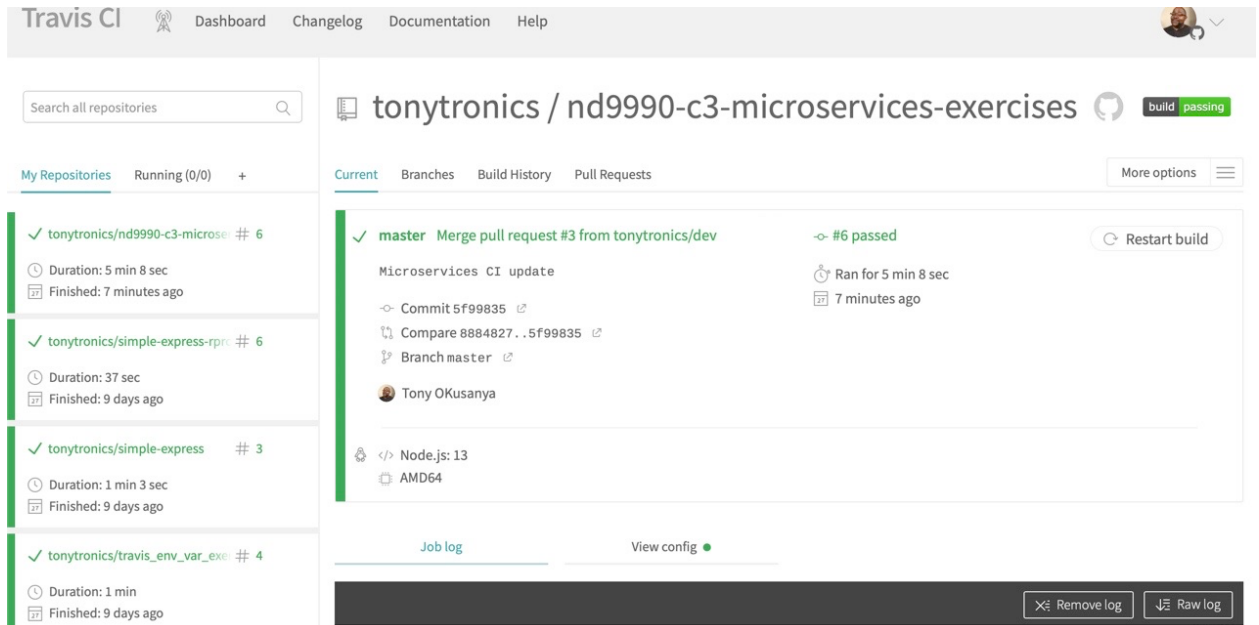 Travis CI Dashboard Changelog Documentation Help
Search all repositories
My Repositories Running (0/0) +
tonytronics/nd9990-c3-microse # 6
Duration: 5 min 8 sec
Finished: 7 minutes ago
tonytronics/simple-express-rpro # 6
Duration: 37 sec
Finished: 9 days ago
tonytronics/simple-express # 3
Duration: 1 min 3 sec
Finished: 9 days ago
tonytronics/travis_env_var_exe # 4
Duration: 1 min
Finished: 9 days ago
tonytronics / nd9990-c3-microservices-exercises build passing
Current Branches Build History Pull Requests More options
master Merge pull request #3 from tonytronics/dev
Microservices CI update
Commit 5f99835
Compare 8884827..5f99835
Branch master
Tony OKusanya
#6 passed
Ran for 5 min 8 sec
7 minutes ago
Restart build
</> Node.js: 13
AMD64
Job log View config
Remove log Raw log